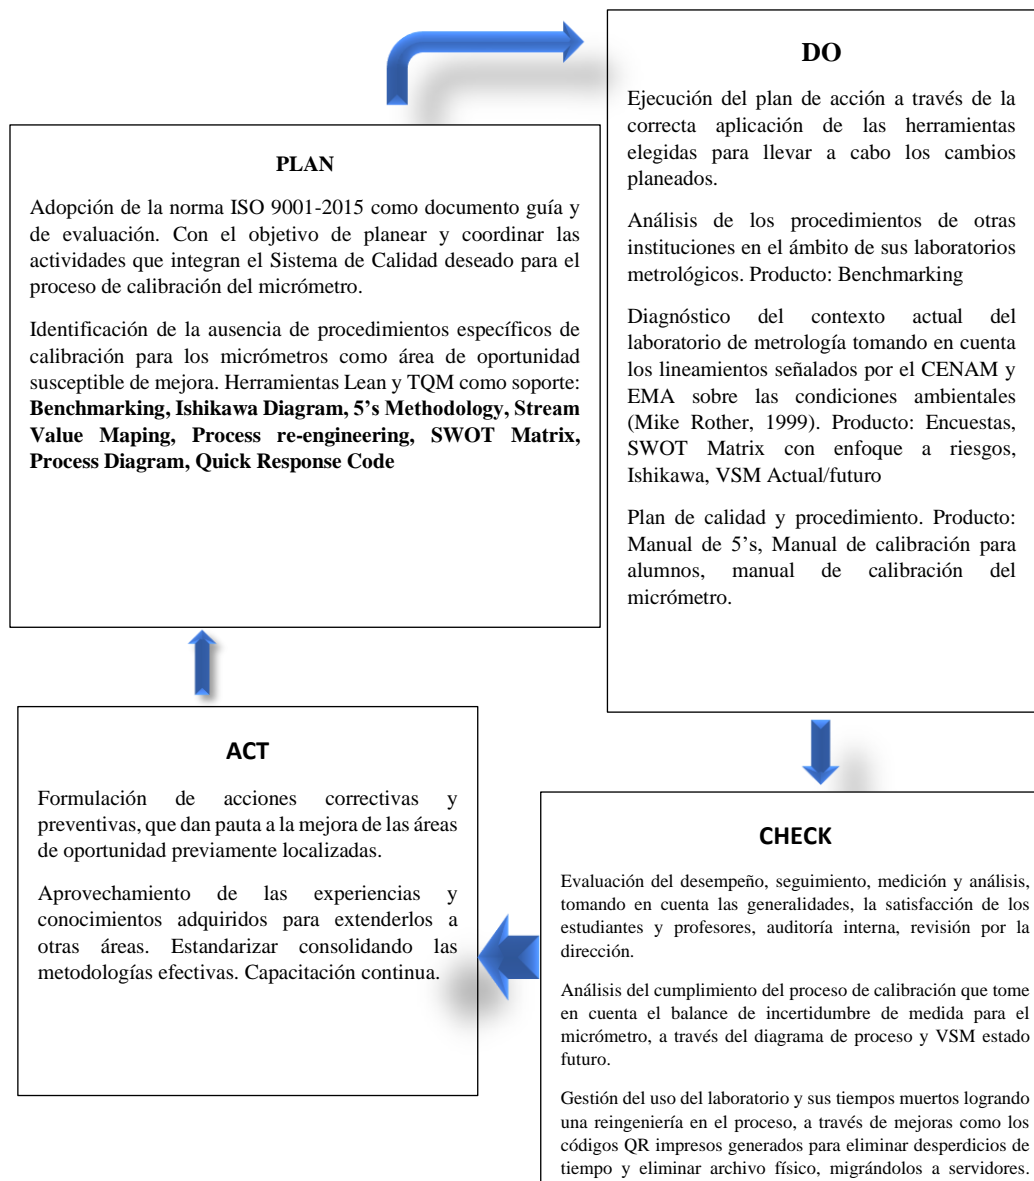 PLAN
Adopción de la norma ISO 9001-2015 como documento guía y
de evaluación. Con el objetivo de planear y coordinar las
actividades que integran el Sistema de Calidad deseado para el
proceso de calibración del micrómetro.
Identificación de la ausencia de procedimientos específicos de
calibración para los micrómetros como área de oportunidad
susceptible de mejora. Herramientas Lean y TQM como soporte:
Benchmarking, Ishikawa Diagram, 5’s Methodology, Stream
Value Maping, Process re-engineering, SWOT Matrix,
Process Diagram, Quick Response Code
DO
Ejecución del plan de acción a través de la
correcta aplicación de las herramientas
elegidas para llevar a cabo los cambios
planeados.
Análisis de los procedimientos de otras
instituciones en el ámbito de sus laboratorios
metrológicos. Producto: Benchmarking
Diagnóstico del contexto actual del
laboratorio de metrología tomando en cuenta
los lineamientos señalados por el CENAM y
EMA sobre las condiciones ambientales
(Mike Rother, 1999). Producto: Encuestas,
SWOT Matrix con enfoque a riesgos,
Ishikawa, VSM Actual/futuro
Plan de calidad y procedimiento. Producto:
Manual de 5’s, Manual de calibración para
alumnos, manual de calibración del
micrómetro.
CHECK
Evaluación del desempeño, seguimiento, medición y análisis,
tomando en cuenta las generalidades, la satisfacción de los
estudiantes y profesores, auditoría interna, revisión por la
dirección.
Análisis del cumplimiento del proceso de calibración que tome
en cuenta el balance de incertidumbre de medida para el
micrómetro, a través del diagrama de proceso y VSM estado
futuro.
Gestión del uso del laboratorio y sus tiempos muertos logrando
una reingeniería en el proceso, a través de mejoras como los
códigos QR impresos generados para eliminar desperdicios de
tiempo y eliminar archivo físico, migrándolos a servidores.
ACT
Formulación de acciones correctivas y
preventivas, que dan pauta a la mejora de las áreas
de oportunidad previamente localizadas.
Aprovechamiento de las experiencias y
conocimientos adquiridos para extenderlos a
otras áreas. Estandarizar consolidando las
metodologías efectivas. Capacitación continua.